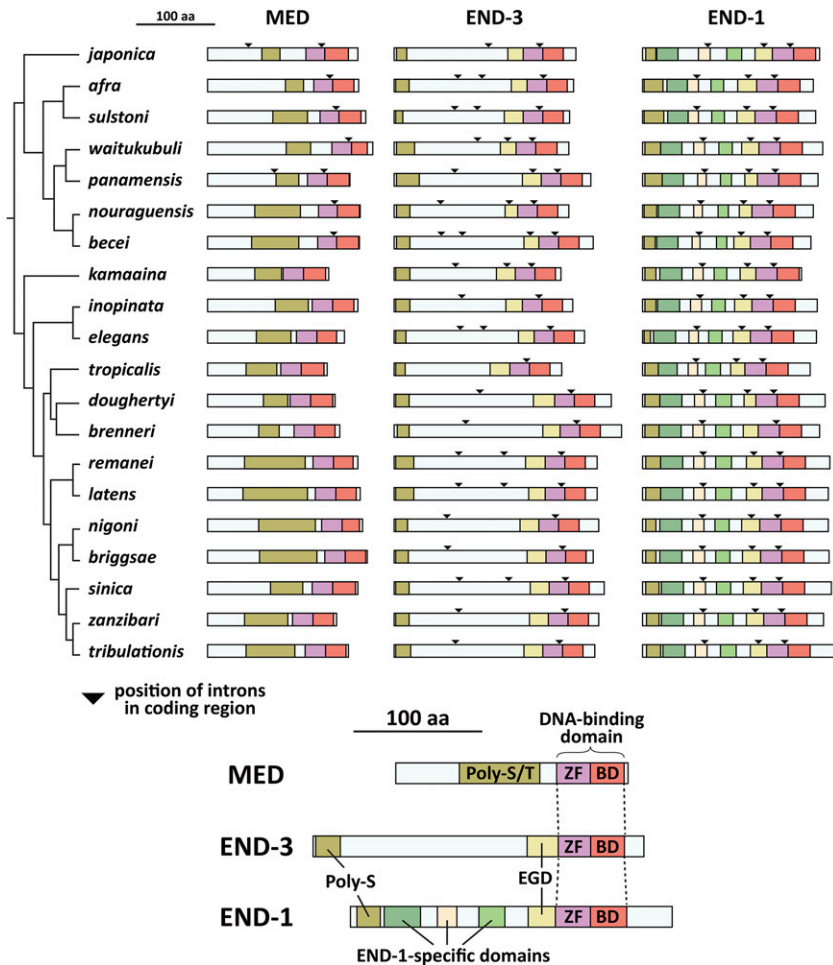 100 aa
MED
END-3
END-1
japonica
afra
sulstoni
waitukubuli
panamensis
nouraguensis
becei
kamaaina
inopinata
elegans
tropicalis
doughertyi
brenneri
remanei
latens
nigoni
briggsae
sinica
zanzibari
tribulationis
position of introns
in coding region
100 aa
DNA-binding
domain
MED
Poly-S/T
ZF
BD
END-3
ZF
BD
Poly-S
EGD
END-1
ZF
BD
END-1-specific domains